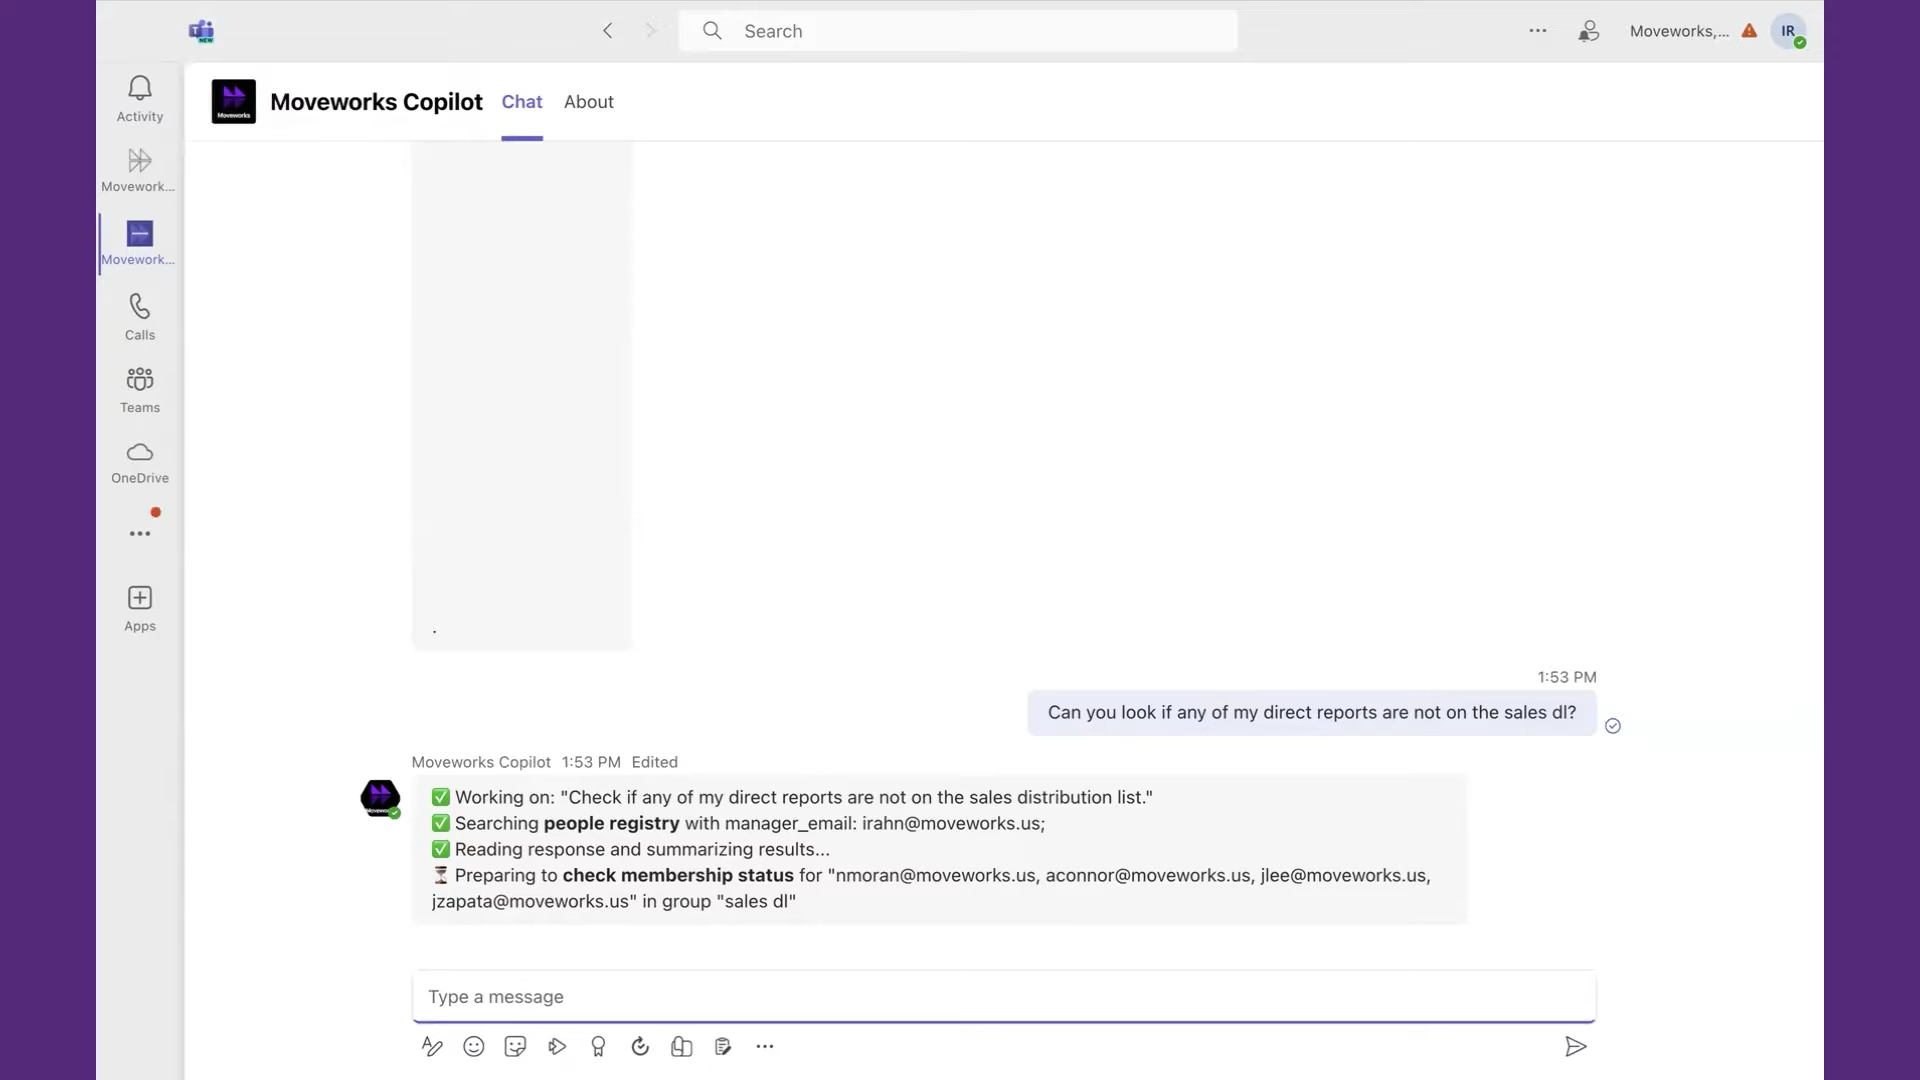 NEW
Search
Moveworks,...
IR
Activity
Movework...
Movework...
Calls
Teams
OneDrive
Apps
Moveworks
Moveworks Copilot
Chat
About
.
1:53 PM
Can you look if any of my direct reports are not on the sales dl?
Moveworks Copilot 1:53 PM Edited
✅ Working on: "Check if any of my direct reports are not on the sales distribution list."
✅ Searching people registry with manager_email: irahn@moveworks.us;
✅ Reading response and summarizing results...
⏳ Preparing to check membership status for "nmoran@moveworks.us, aconnor@moveworks.us, jlee@moveworks.us,
jzapata@moveworks.us" in group "sales dl"
Type a message